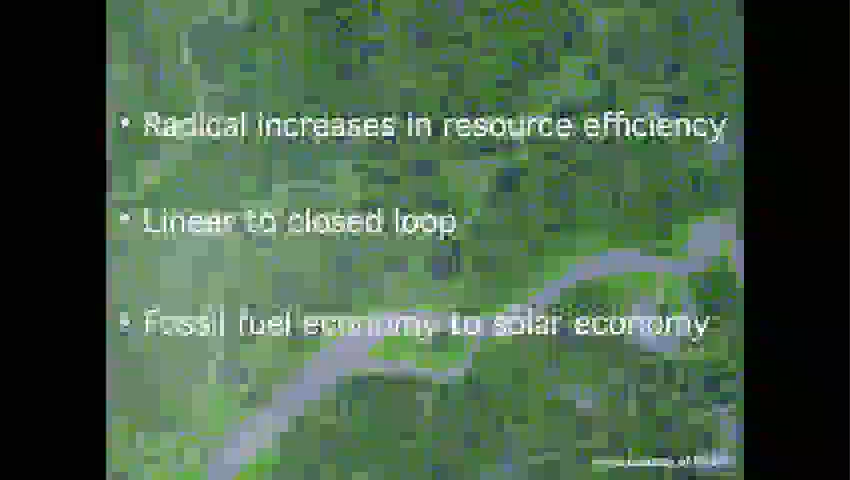 • Radical increases in resource efficiency
• Linear to closed loop
• Fossil fuel economy to solar economy